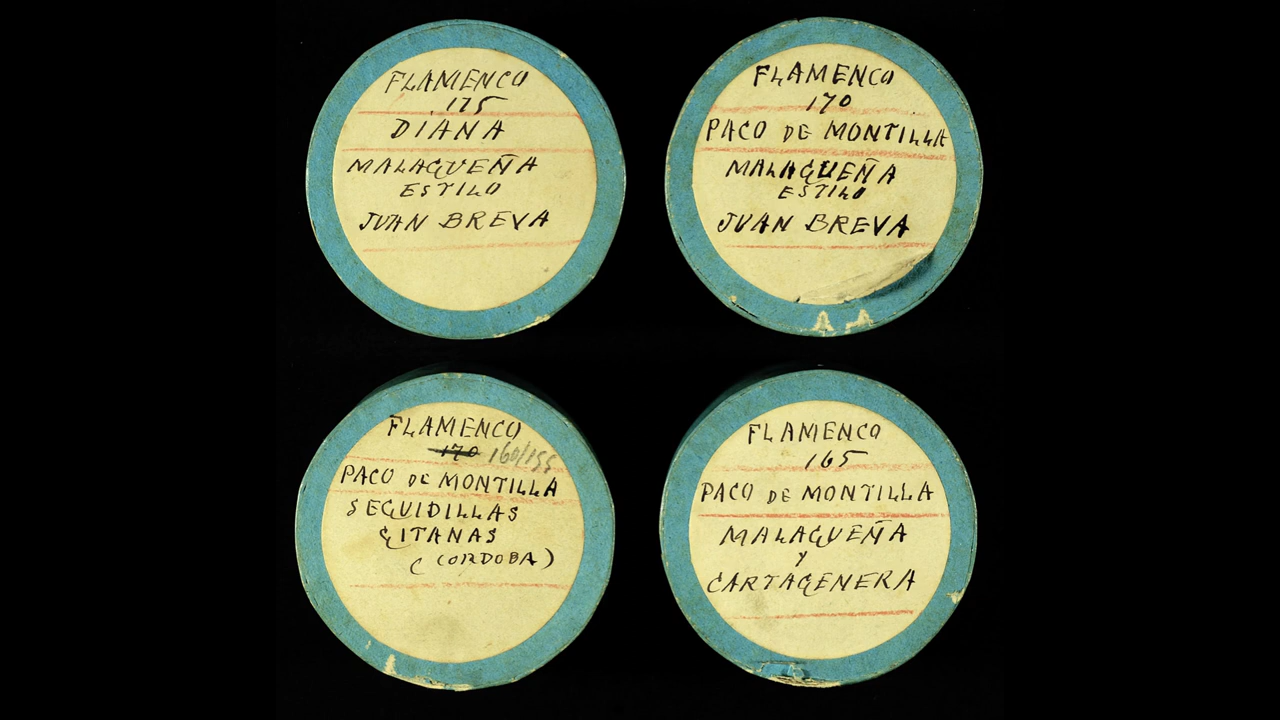 FLAMENCO
175
DIANA
MALAGUEÑA
ESTILO
JUAN BREVA
FLAMENCO
170
PACO DE MONTILLA
MALAGUEÑA
ESTILO
JUAN BREVA
FLAMENCO
170 160/155
PACO DE MONTILLA
SEGUIDILLAS
GITANAS
(CORDOBA)
FLAMENCO
165
PACO DE MONTILLA
MALAGUEÑA
Y
CARTAGENERA